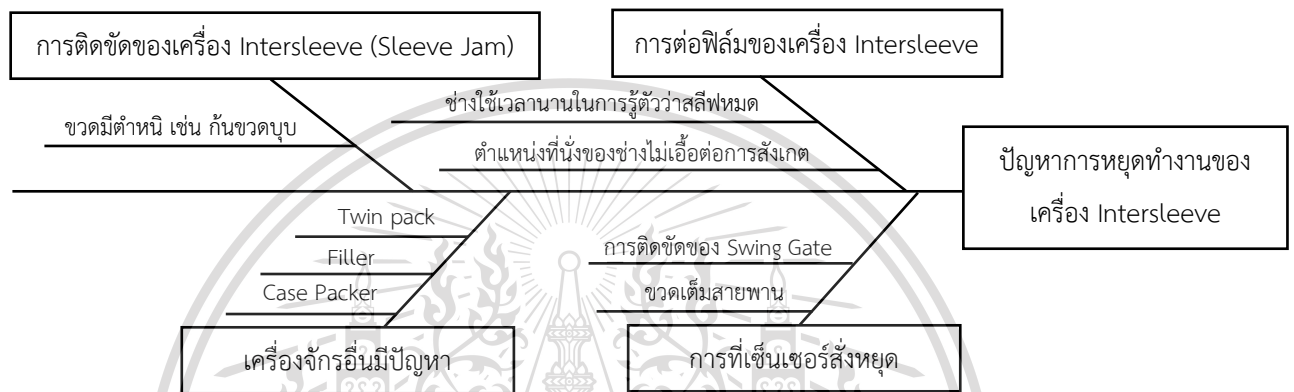 การติดขัดของเครื่อง Intersleeve (Sleeve Jam)
การต่อฟิล์มของเครื่อง Intersleeve
ช่างใช้เวลานานในการรู้ตัวว่าสลีฟหมด
ขวดมีตำหนิ เช่น ก้นขวดบุบ
ตำแหน่งที่นั่งของช่างไม่เอื้อต่อการสังเกต
ปัญหาการหยุดทำงานของ
เครื่อง Intersleeve
Twin pack
Filler
Case Packer
การติดขัดของ Swing Gate
ขวดเต็มสายพาน
เครื่องจักรอื่นมีปัญหา
การที่เซ็นเซอร์สั่งหยุด